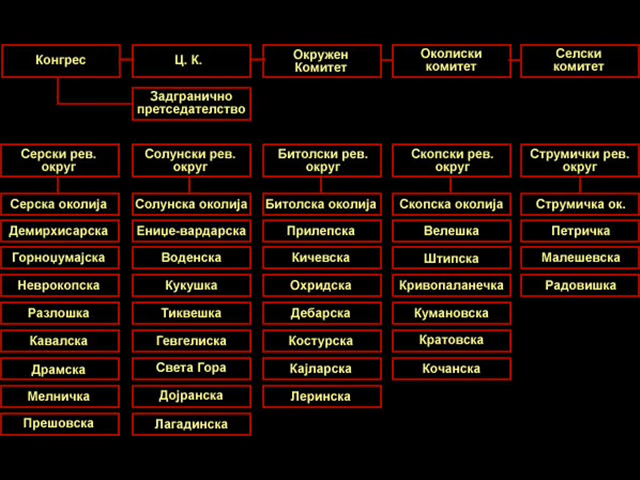 Конгрес
Ц. К.
Окружен
Комитет
Околиски
комитет
Селски
комитет
Задгранично
претседателство
Серски рев.
округ
Солунски рев.
округ
Битолски рев.
округ
Скопски рев.
округ
Струмички рев.
округ
Серска околија
Солунска околија
Битолска околија
Скопска околија
Струмичка ок.
Демирхисарска
Ениџе-вардарска
Прилепска
Велешка
Петричка
Горноџумајска
Воденска
Кичевска
Штипска
Малешевска
Неврокопска
Кукушка
Охридска
Кривопаланечка
Радовишка
Разлошка
Тиквешка
Дебарска
Кумановска
Кавалска
Гевгелиска
Костурска
Кратовска
Драмска
Света Гора
Кајларска
Кочанска
Мелничка
Дојранска
Леринска
Прешовска
Лагадинска